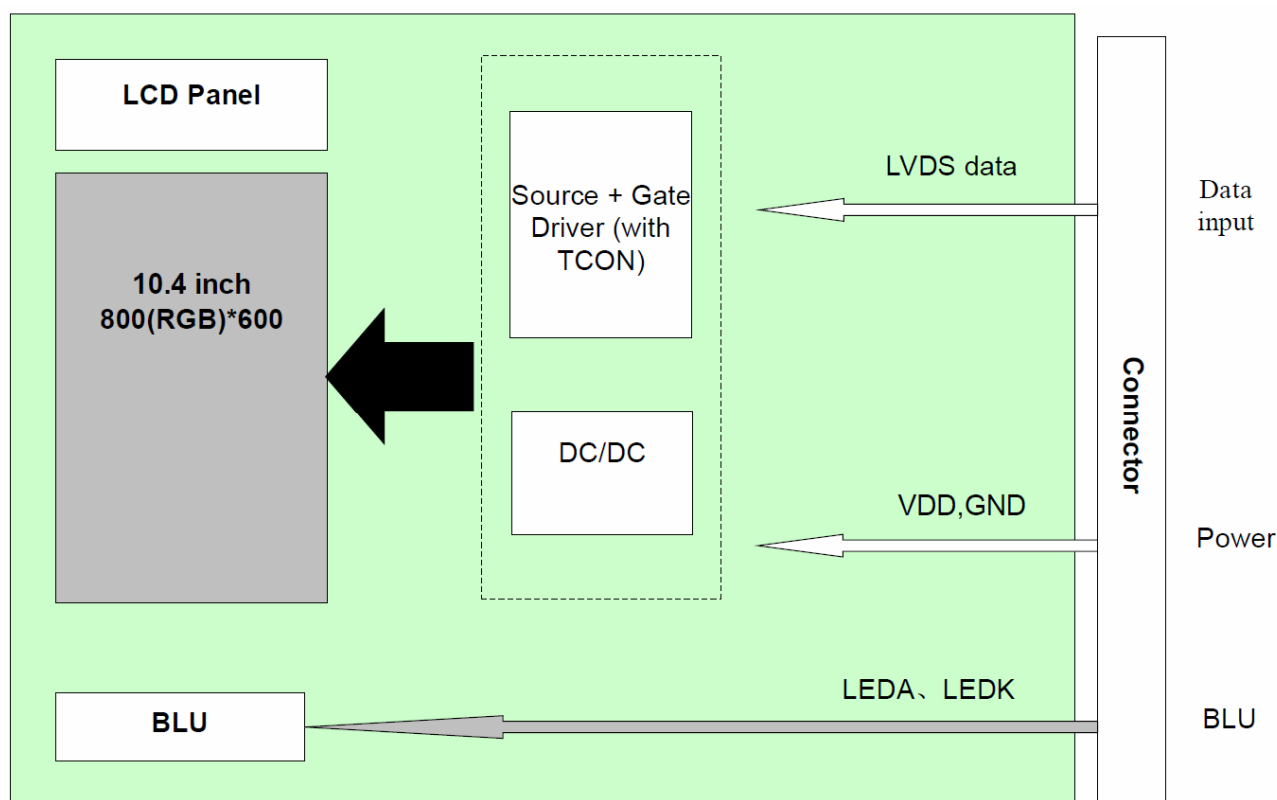 LCD Panel
10.4 inch
800(RGB)*600
Source + Gate
Driver (with
TCON)
DC/DC
LVDS data
VDD,GND
LEDA、LEDK
BLU
Connector
Data
input
Power
BLU